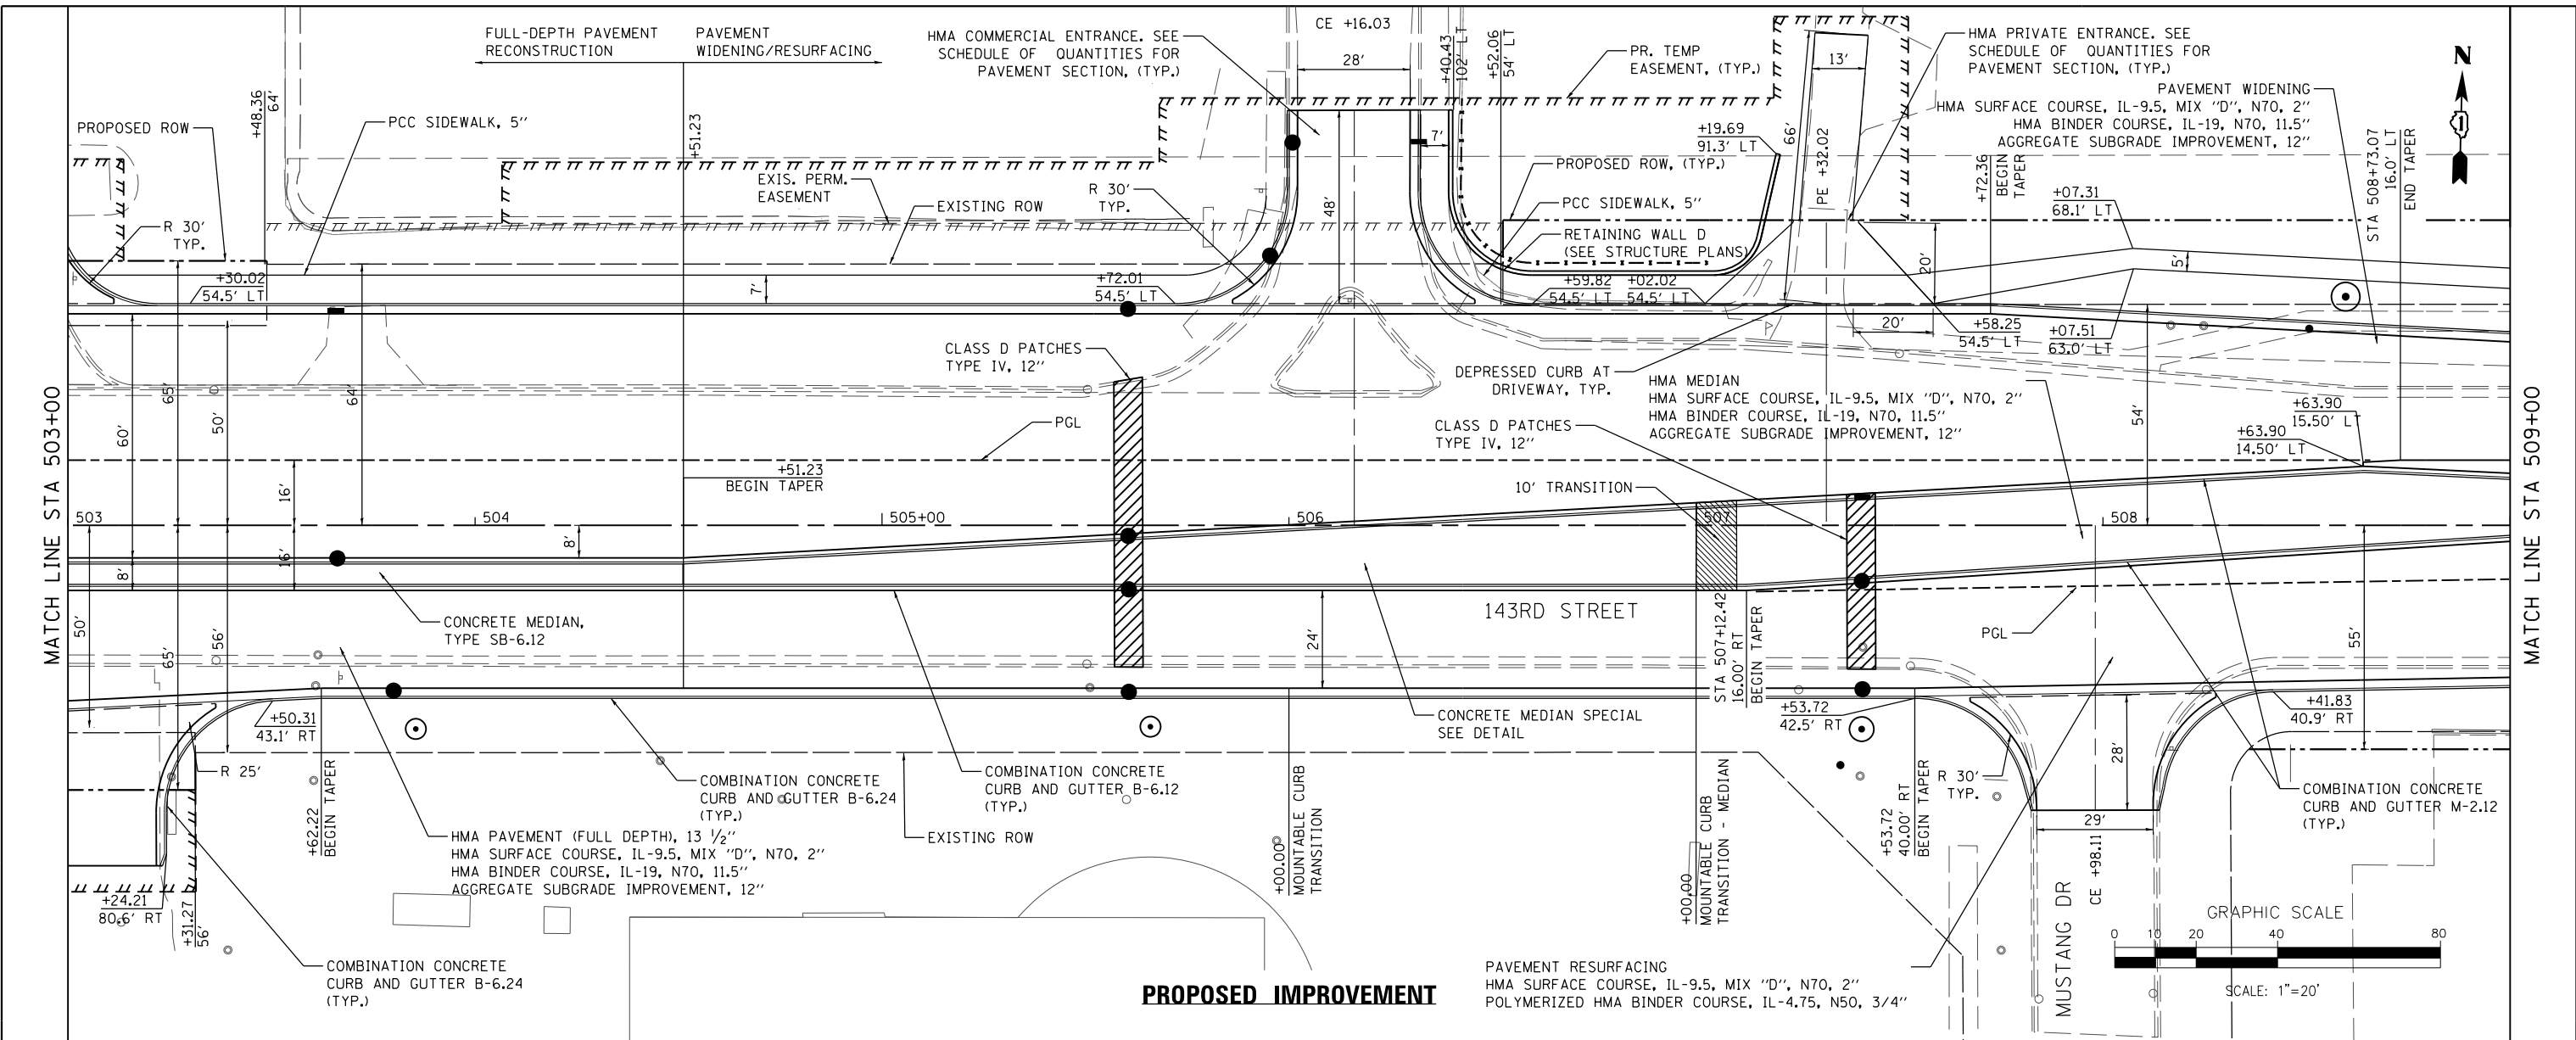 FULL-DEPTH PAVEMENT
RECONSTRUCTION
PAVEMENT
WIDENING/RESURFACING
HMA COMMERCIAL ENTRANCE. SEE
SCHEDULE OF QUANTITIES FOR
PAVEMENT SECTION, (TYP.)
CE +16.03
28'
+40.43
102' LT
+52.06
54' LT
PR. TEMP
EASEMENT, (TYP.)
13'
HMA PRIVATE ENTRANCE. SEE
SCHEDULE OF QUANTITIES FOR
PAVEMENT SECTION, (TYP.)
PAVEMENT WIDENING
HMA SURFACE COURSE, IL-9.5, MIX "D", N70, 2"
HMA BINDER COURSE, IL-19, N70, 11.5"
AGGREGATE SUBGRADE IMPROVEMENT, 12"
N
PROPOSED ROW
+48.36
64'
PCC SIDEWALK, 5"
+51.23
EXIS. PERM.
EASEMENT
EXISTING ROW
R 30'
TYP.
48'
7'
PROPOSED ROW, (TYP.)
PCC SIDEWALK, 5"
RETAINING WALL D
(SEE STRUCTURE PLANS)
+19.69
91.3' LT
66'
PE +32.02
20'
+72.36
BEGIN
TAPER
+07.31
68.1' LT
5'
STA 508+73.07
16.0' LT
END TAPER
R 30'
TYP.
+30.02
54.5' LT
7'
+72.01
54.5' LT
+59.82
54.5' LT
+02.02
54.5' LT
20'
+58.25
54.5' LT
+07.51
63.0' LT
CLASS D PATCHES
TYPE IV, 12"
DEPRESSED CURB AT
DRIVEWAY, TYP.
HMA MEDIAN
HMA SURFACE COURSE, IL-9.5, MIX "D", N70, 2"
HMA BINDER COURSE, IL-19, N70, 11.5"
AGGREGATE SUBGRADE IMPROVEMENT, 12"
54'
+63.90
15.50' LT
+63.90
14.50' LT
MATCH LINE STA 503+00
MATCH LINE STA 509+00
60'
65'
50'
64'
PGL
CLASS D PATCHES
TYPE IV, 12"
+51.23
BEGIN TAPER
16'
10' TRANSITION
503
504
505+00
506
507
508
8'
8'
16'
50'
65'
56'
CONCRETE MEDIAN,
TYPE SB-6.12
24'
143RD STREET
STA 507+12.42
16.00' RT
BEGIN TAPER
PGL
55'
+50.31
43.1' RT
R 25'
+62.22
BEGIN TAPER
COMBINATION CONCRETE
CURB AND GUTTER B-6.24
(TYP.)
COMBINATION CONCRETE
CURB AND GUTTER B-6.12
(TYP.)
CONCRETE MEDIAN SPECIAL
SEE DETAIL
+53.72
42.5' RT
+53.72
40.00' RT
BEGIN TAPER
R 30'
TYP.
28'
+41.83
40.9' RT
COMBINATION CONCRETE
CURB AND GUTTER M-2.12
(TYP.)
HMA PAVEMENT (FULL DEPTH), 13 1/2"
HMA SURFACE COURSE, IL-9.5, MIX "D", N70, 2"
HMA BINDER COURSE, IL-19, N70, 11.5"
AGGREGATE SUBGRADE IMPROVEMENT, 12"
EXISTING ROW
+00.00
MOUNTABLE CURB
TRANSITION
+00.00
MOUNTABLE CURB
TRANSITION - MEDIAN
29'
CE +98.11
MUSTANG DR
+24.21
80.6' RT
+31.27
56'
COMBINATION CONCRETE
CURB AND GUTTER B-6.24
(TYP.)
PROPOSED IMPROVEMENT
PAVEMENT RESURFACING
HMA SURFACE COURSE, IL-9.5, MIX "D", N70, 2"
POLYMERIZED HMA BINDER COURSE, IL-4.75, N50, 3/4"
GRAPHIC SCALE
0 10 20 40 80
SCALE: 1"=20'